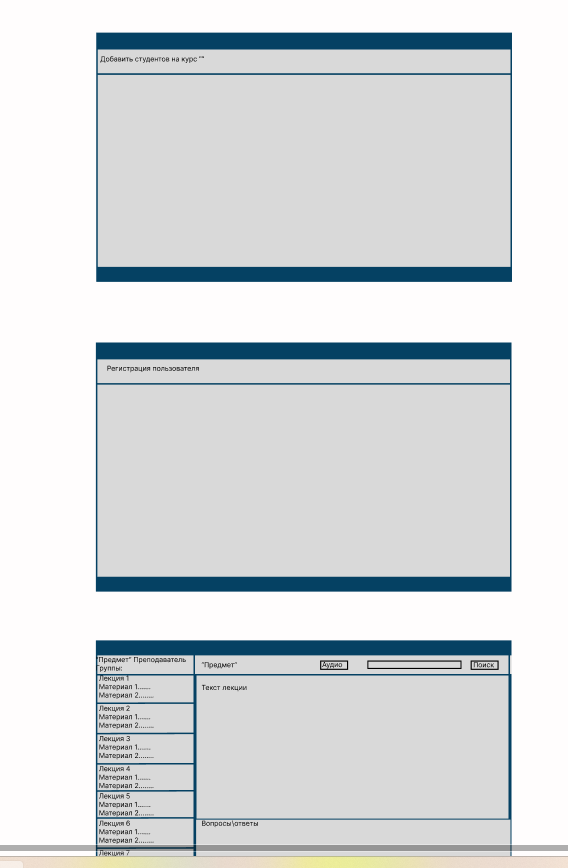 Добавить студентов на курс ""
Регистрация пользователя
"Предмет" Преподаватель
Группы:
"Предмет"
Аудио
Поиск
Лекция 1
Материал 1......
Материал 2........
Лекция 2
Материал 1......
Материал 2........
Лекция 3
Материал 1......
Материал 2........
Лекция 4
Материал 1......
Материал 2........
Лекция 5
Материал 1......
Материал 2........
Лекция 6
Материал 1......
Материал 2........
Лекция 7
Текст лекции
Вопросы\ответы